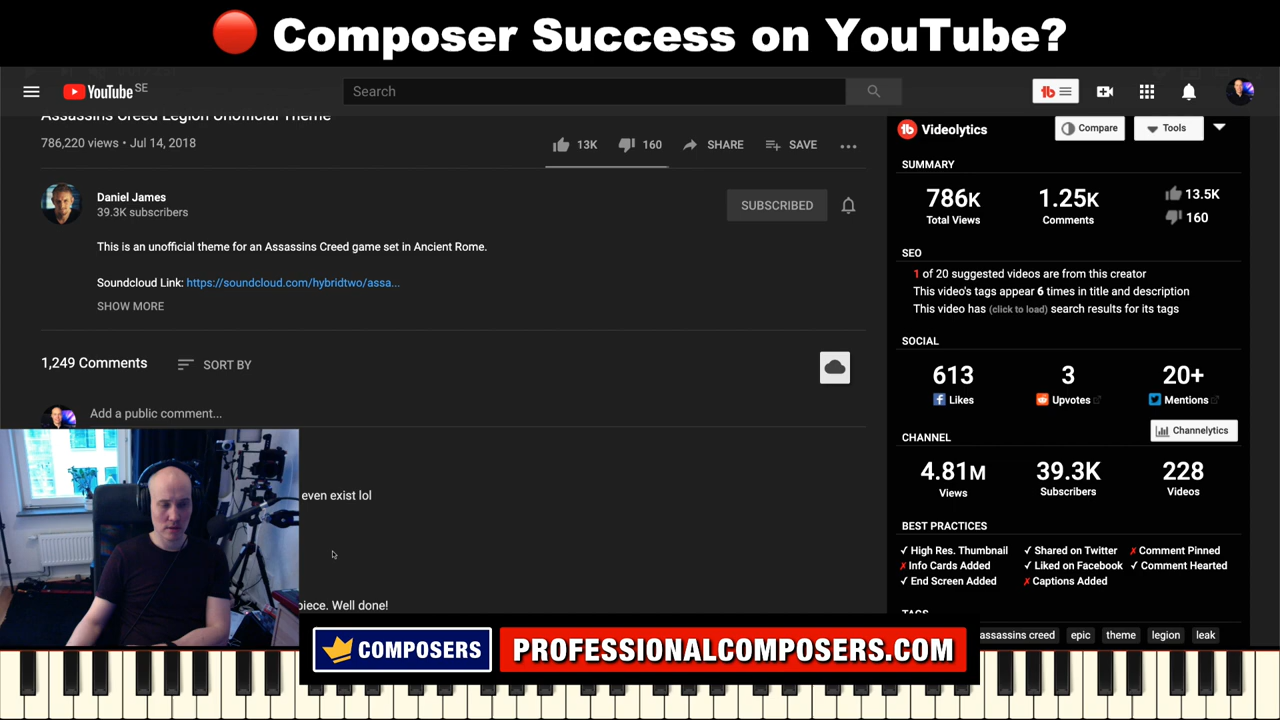 Composer Success on YouTube?
YouTube SE
Search
Assassins Creed Legion Unofficial Theme
786,220 views • Jul 14, 2018
13K
160
SHARE
SAVE
Daniel James
39.3K subscribers
SUBSCRIBED
This is an unofficial theme for an Assassins Creed game set in Ancient Rome.
Soundcloud Link: https://soundcloud.com/hybridtwo/assa...
SHOW MORE
1,249 Comments
SORT BY
Add a public comment...
even exist lol
piece. Well done!
Videolytics
Compare
Tools
SUMMARY
786K
1.25K
13.5K
Total Views
Comments
160
SEO
1 of 20 suggested videos are from this creator
This video's tags appear 6 times in title and description
This video has (click to load) search results for its tags
SOCIAL
613
3
20+
Likes
Upvotes
Mentions
CHANNEL
Channelytics
4.81M
39.3K
228
Views
Subscribers
Videos
BEST PRACTICES
✓ High Res. Thumbnail
✓ Shared on Twitter
✗ Comment Pinned
✗ Info Cards Added
✓ Liked on Facebook
✓ Comment Hearted
✓ End Screen Added
✗ Captions Added
TAGS
assassins creed
epic
theme
legion
leak
COMPOSERS
PROFESSIONALCOMPOSERS.COM